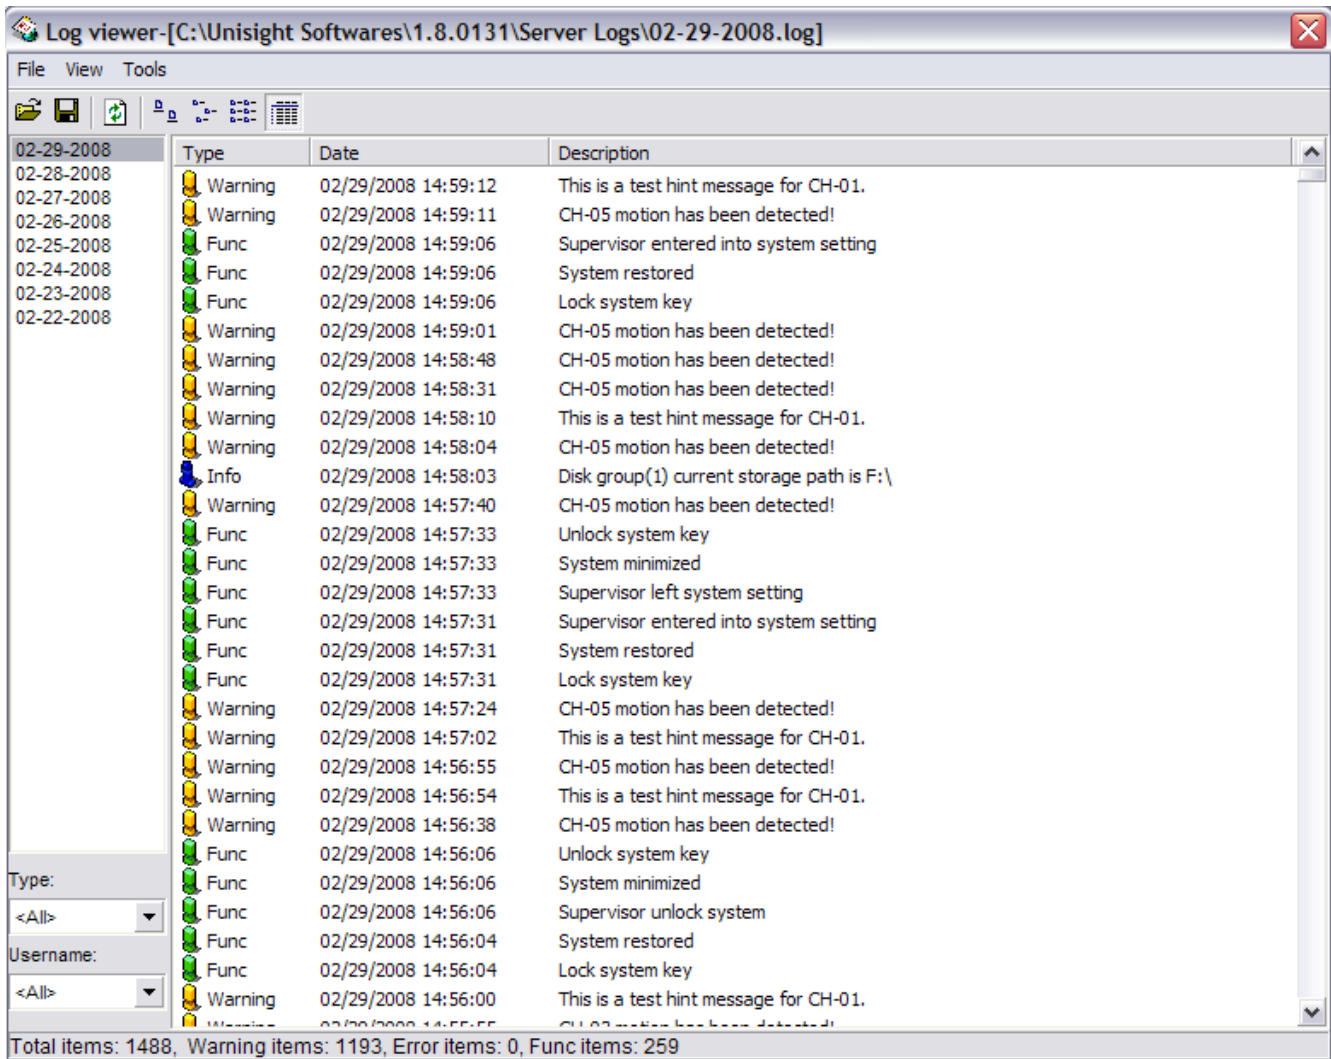 Log viewer-[C:\Unisight Softwares\1.8.0131\Server Logs\02-29-2008.log]
File View Tools
02-29-2008
02-28-2008
02-27-2008
02-26-2008
02-25-2008
02-24-2008
02-23-2008
02-22-2008
Type:
<All>
Username:
<All>
Type Date Description
Warning 02/29/2008 14:59:12 This is a test hint message for CH-01.
Warning 02/29/2008 14:59:11 CH-05 motion has been detected!
Func 02/29/2008 14:59:06 Supervisor entered into system setting
Func 02/29/2008 14:59:06 System restored
Func 02/29/2008 14:59:06 Lock system key
Warning 02/29/2008 14:59:01 CH-05 motion has been detected!
Warning 02/29/2008 14:58:48 CH-05 motion has been detected!
Warning 02/29/2008 14:58:31 CH-05 motion has been detected!
Warning 02/29/2008 14:58:10 This is a test hint message for CH-01.
Warning 02/29/2008 14:58:04 CH-05 motion has been detected!
Info 02/29/2008 14:58:03 Disk group(1) current storage path is F:\
Warning 02/29/2008 14:57:40 CH-05 motion has been detected!
Func 02/29/2008 14:57:33 Unlock system key
Func 02/29/2008 14:57:33 System minimized
Func 02/29/2008 14:57:33 Supervisor left system setting
Func 02/29/2008 14:57:31 Supervisor entered into system setting
Func 02/29/2008 14:57:31 System restored
Func 02/29/2008 14:57:31 Lock system key
Warning 02/29/2008 14:57:24 CH-05 motion has been detected!
Warning 02/29/2008 14:57:02 This is a test hint message for CH-01.
Warning 02/29/2008 14:56:55 CH-05 motion has been detected!
Warning 02/29/2008 14:56:54 This is a test hint message for CH-01.
Warning 02/29/2008 14:56:38 CH-05 motion has been detected!
Func 02/29/2008 14:56:06 Unlock system key
Func 02/29/2008 14:56:06 System minimized
Func 02/29/2008 14:56:06 Supervisor unlock system
Func 02/29/2008 14:56:04 System restored
Func 02/29/2008 14:56:04 Lock system key
Warning 02/29/2008 14:56:00 This is a test hint message for CH-01.
Total items: 1488, Warning items: 1193, Error items: 0, Func items: 259